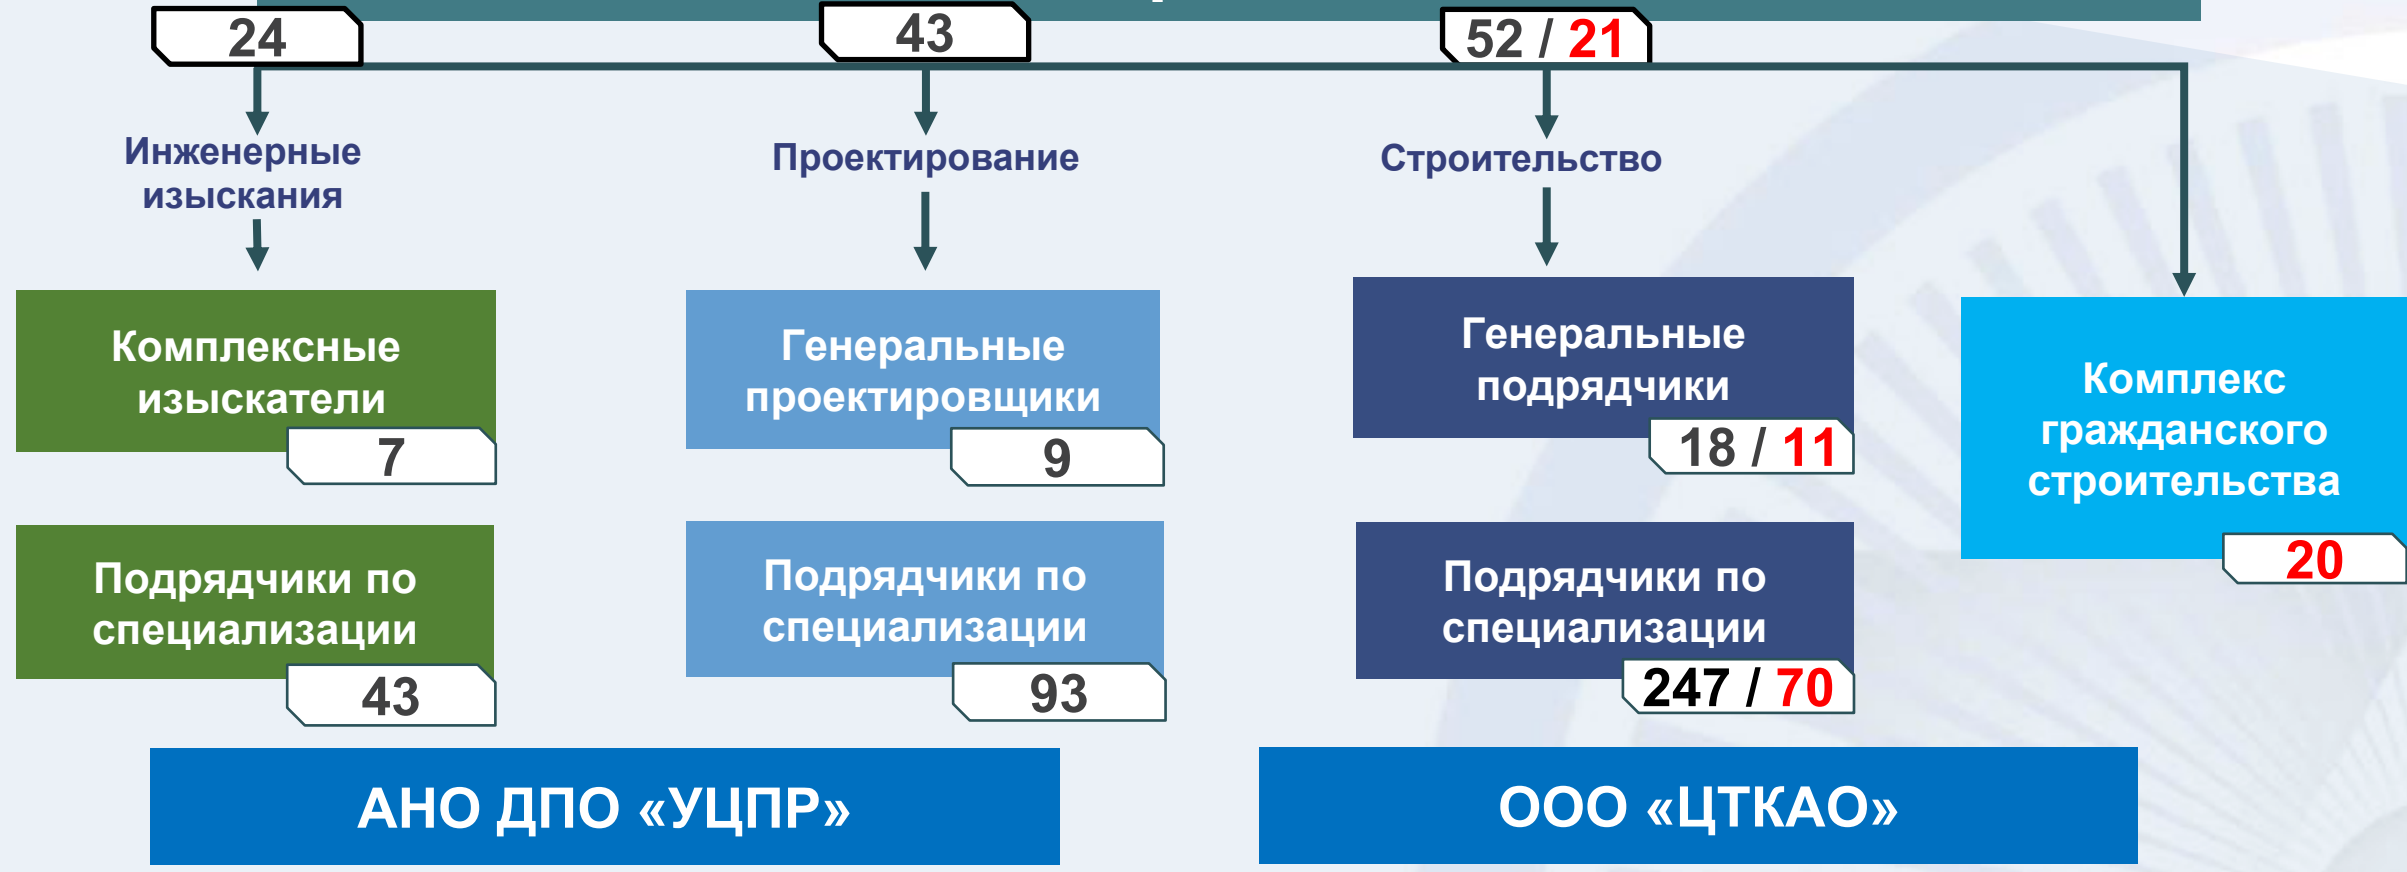 24
43
52 / 21
Инженерные
изыскания
Проектирование
Строительство
Комплексные
изыскатели
7
Генеральные
проектировщики
9
Генеральные
подрядчики
18 / 11
Комплекс
гражданского
строительства
20
Подрядчики по
специализации
43
Подрядчики по
специализации
93
Подрядчики по
специализации
247 / 70
АНО ДПО «УЦПР»
ООО «ЦТКАО»